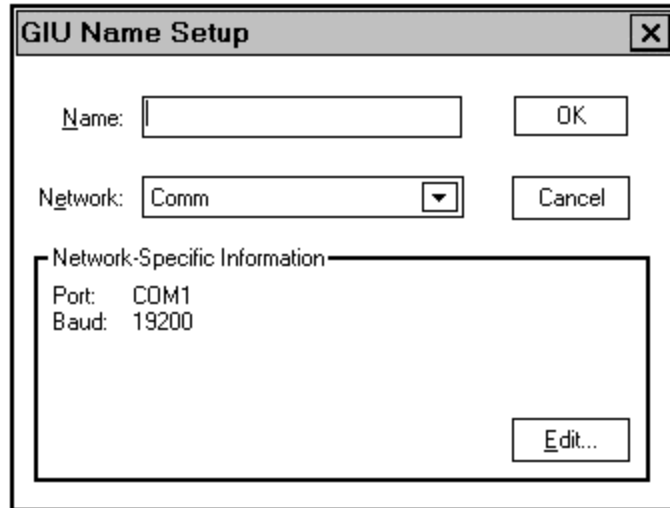 GIU Name Setup
Name:
OK
Network: Comm
Cancel
Network-Specific Information
Port: COM1
Baud: 19200
Edit...